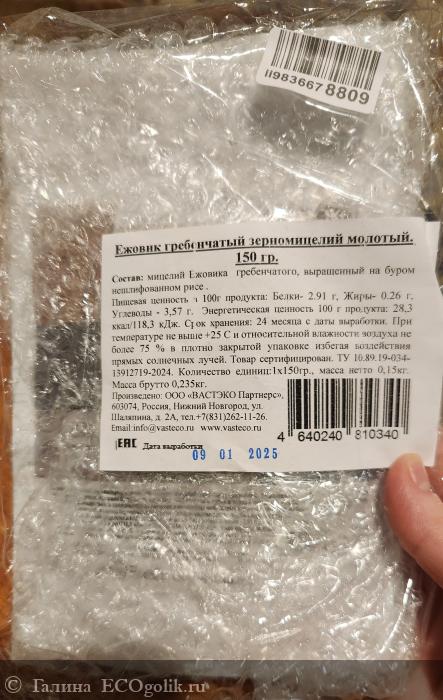 ii983667 8809
Ежовик гребенчатый зерномицелий молотый.
150 гр.
Состав: мицелий Ежовика гребенчатого, выращенный на буром
нешлифованном рисе .
Пищевая ценность 100г продукта: Белки- 2.91 г, Жиры- 0.26 г,
Углеводы - 3,57 г. Энергетическая ценность 100 г продукта: 28,3
ккал/118,3 кДж. Срок хранения: 24 месяца с даты выработки. При
температуре не выше +25 С и относительной влажности воздуха не
более 75 % в плотно закрытой упаковке избегая воздействия
прямых солнечных лучей. Товар сертифицирован. ТУ 10.89.19-034-
13912719-2024. Количество единиц:1х150гр., масса нетто 0,15кг.
Масса брутто 0,235кг.
Произведено: ООО «ВАСТЭКО Партнерс»,
603074, Россия, Нижний Новгород, ул.
Шаляпина, д. 2А, тел.+7(831)262-11-26.
Email:info@vasteco.ru www.vasteco.ru
EAC Дата выработки
09 01 2025
4 640240 810340
© Галина ECOgolik.ru